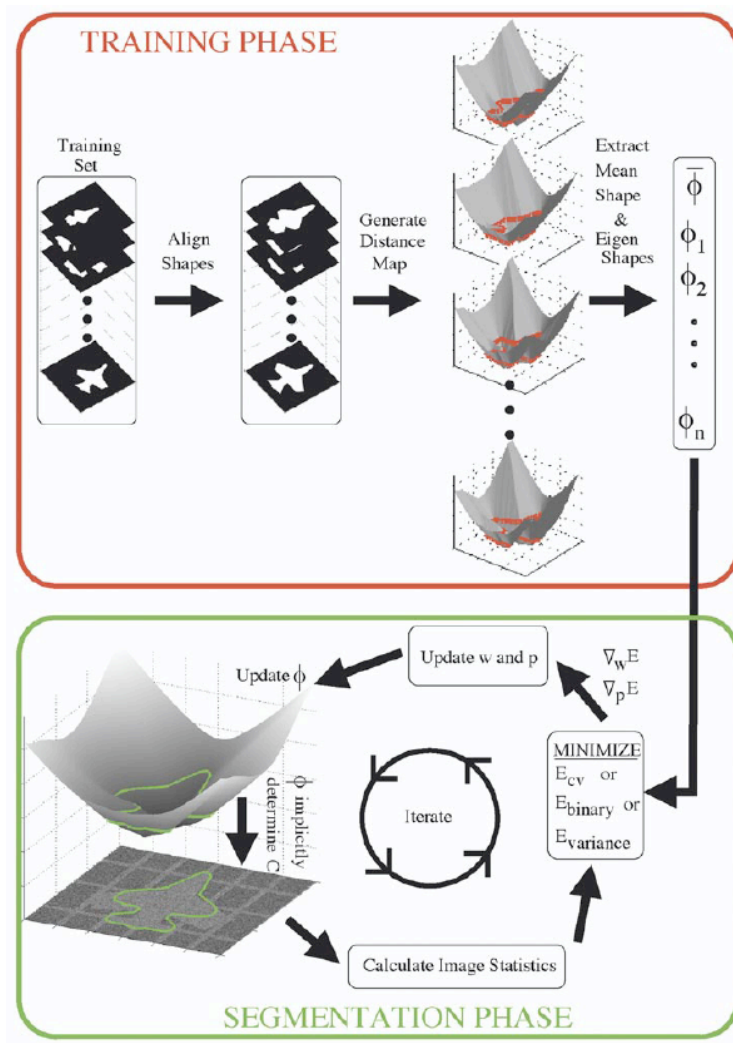 TRAINING PHASE
Training
Set
Align
Shapes
Generate
Distance
Map
Extract
Mean
Shape
&
Eigen
Shapes
ϕ̅
ϕ1
ϕ2
ϕn
Update ϕ
Update w and p
∇wE
∇pE
MINIMIZE
Ecv or
Ebinary or
Evariance
ϕ implicitly
determine C
Iterate
Calculate Image Statistics
SEGMENTATION PHASE